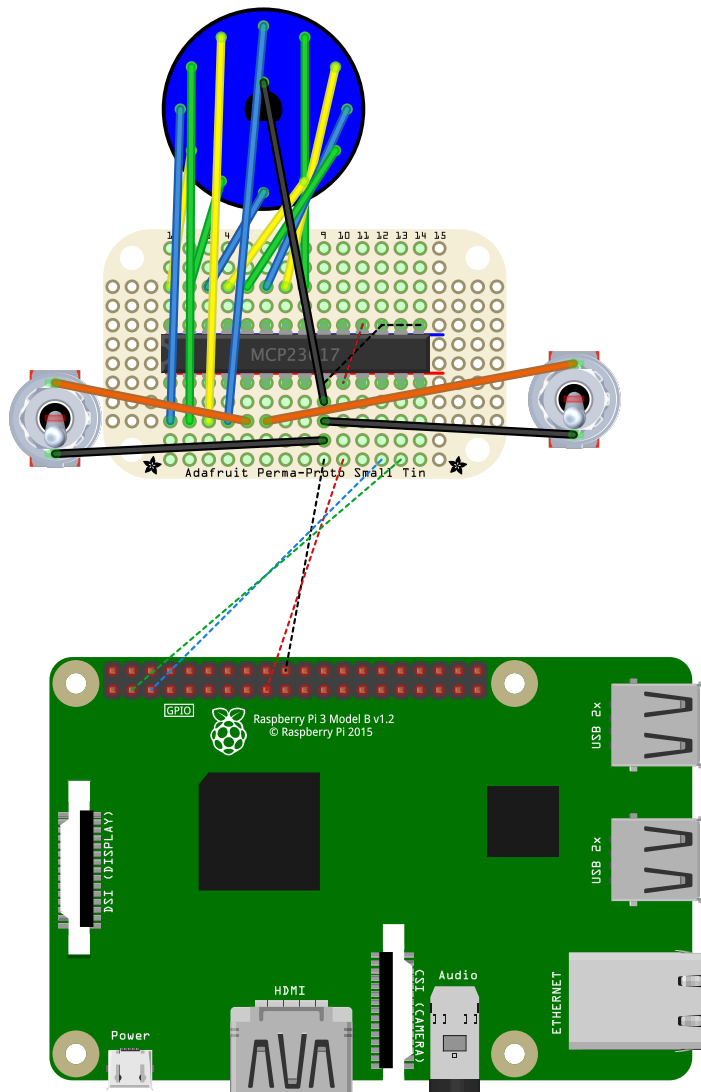 1 4 9 10 11 12 13 14 15
MCP23017
Adafruit Perma-Proto Small Tin
GPIO
Raspberry Pi 3 Model B v1.2
© Raspberry Pi 2015
USB 2x
USB 2x
DSI (DISPLAY)
CSI (CAMERA)
Audio
ETHERNET
HDMI
Power